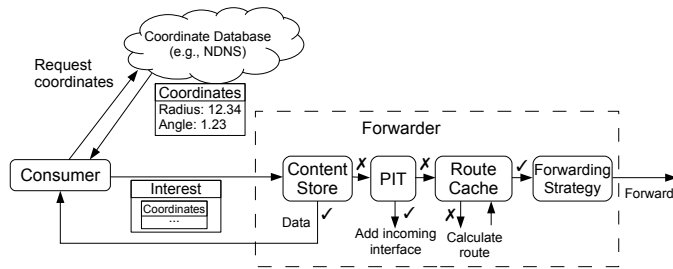 Coordinate Database
(e.g., NDNS)
Request
coordinates
Coordinates
Radius: 12.34
Angle: 1.23
Forwarder
Consumer
Interest
Coordinates
...
Content
Store
✗
PIT
✗
Route
Cache
✓
Forwarding
Strategy
Forward
Data
✓
✓
✗
Add incoming
interface
Calculate
route